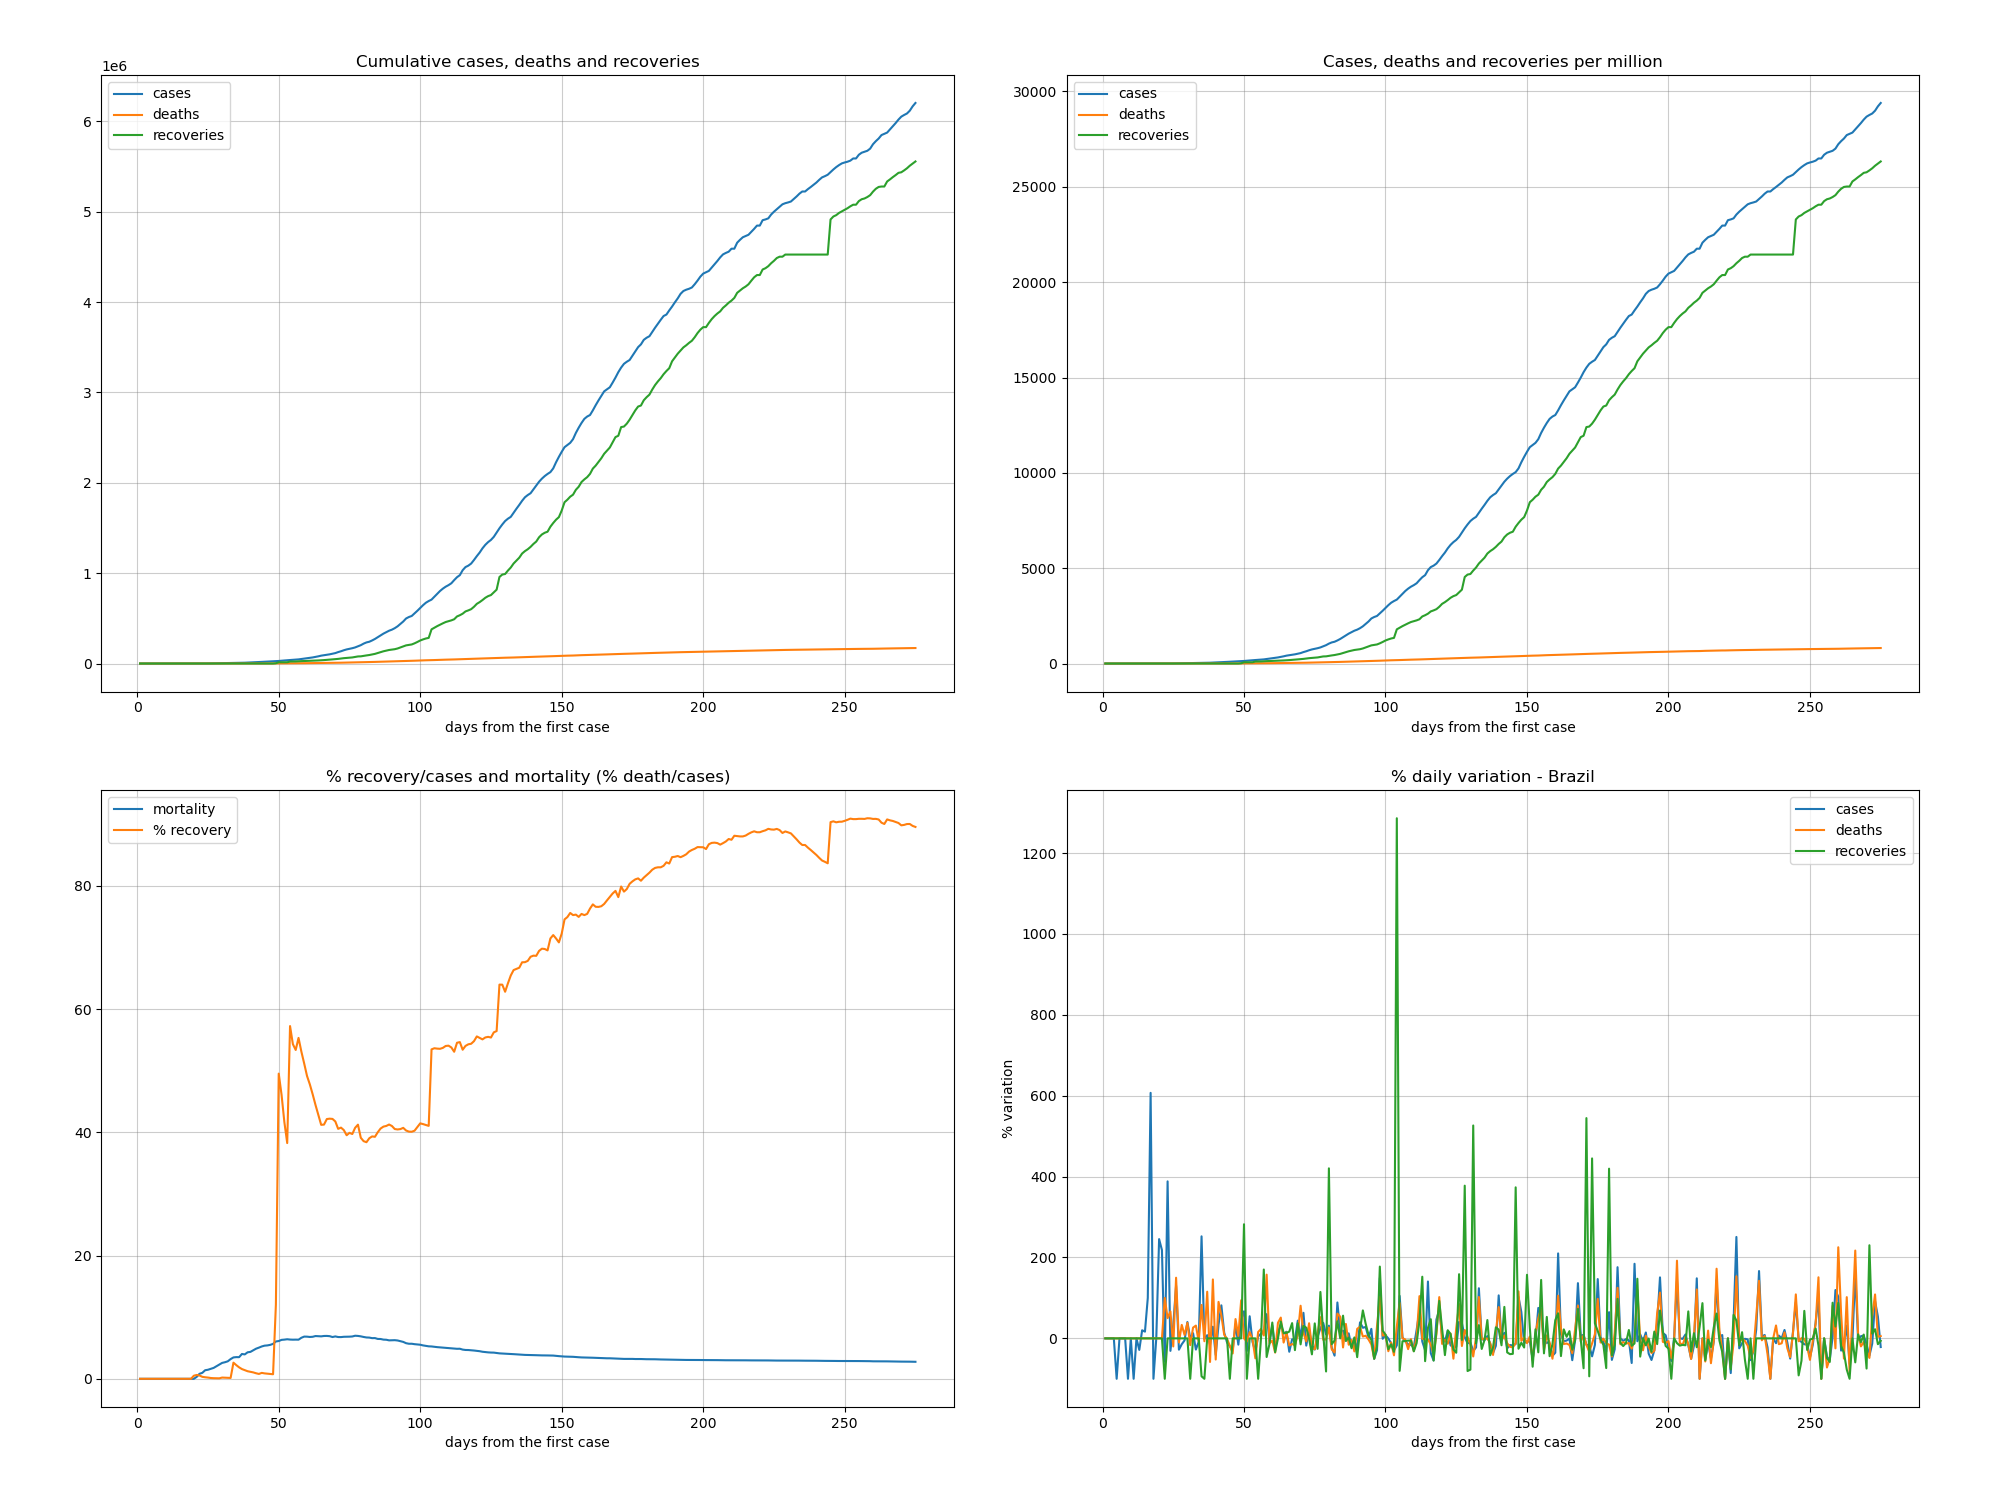 Cumulative cases, deaths and recoveries
1e6
cases
deaths
recoveries
6
5
4
3
2
1
0
0 50 100 150 200 250
days from the first case
Cases, deaths and recoveries per million
cases
deaths
recoveries
30000
25000
20000
15000
10000
5000
0
0 50 100 150 200 250
days from the first case
% recovery/cases and mortality (% death/cases)
mortality
% recovery
80
60
40
20
0
0 50 100 150 200 250
days from the first case
% daily variation - Brazil
cases
deaths
recoveries
% variation
1200
1000
800
600
400
200
0
0 50 100 150 200 250
days from the first case